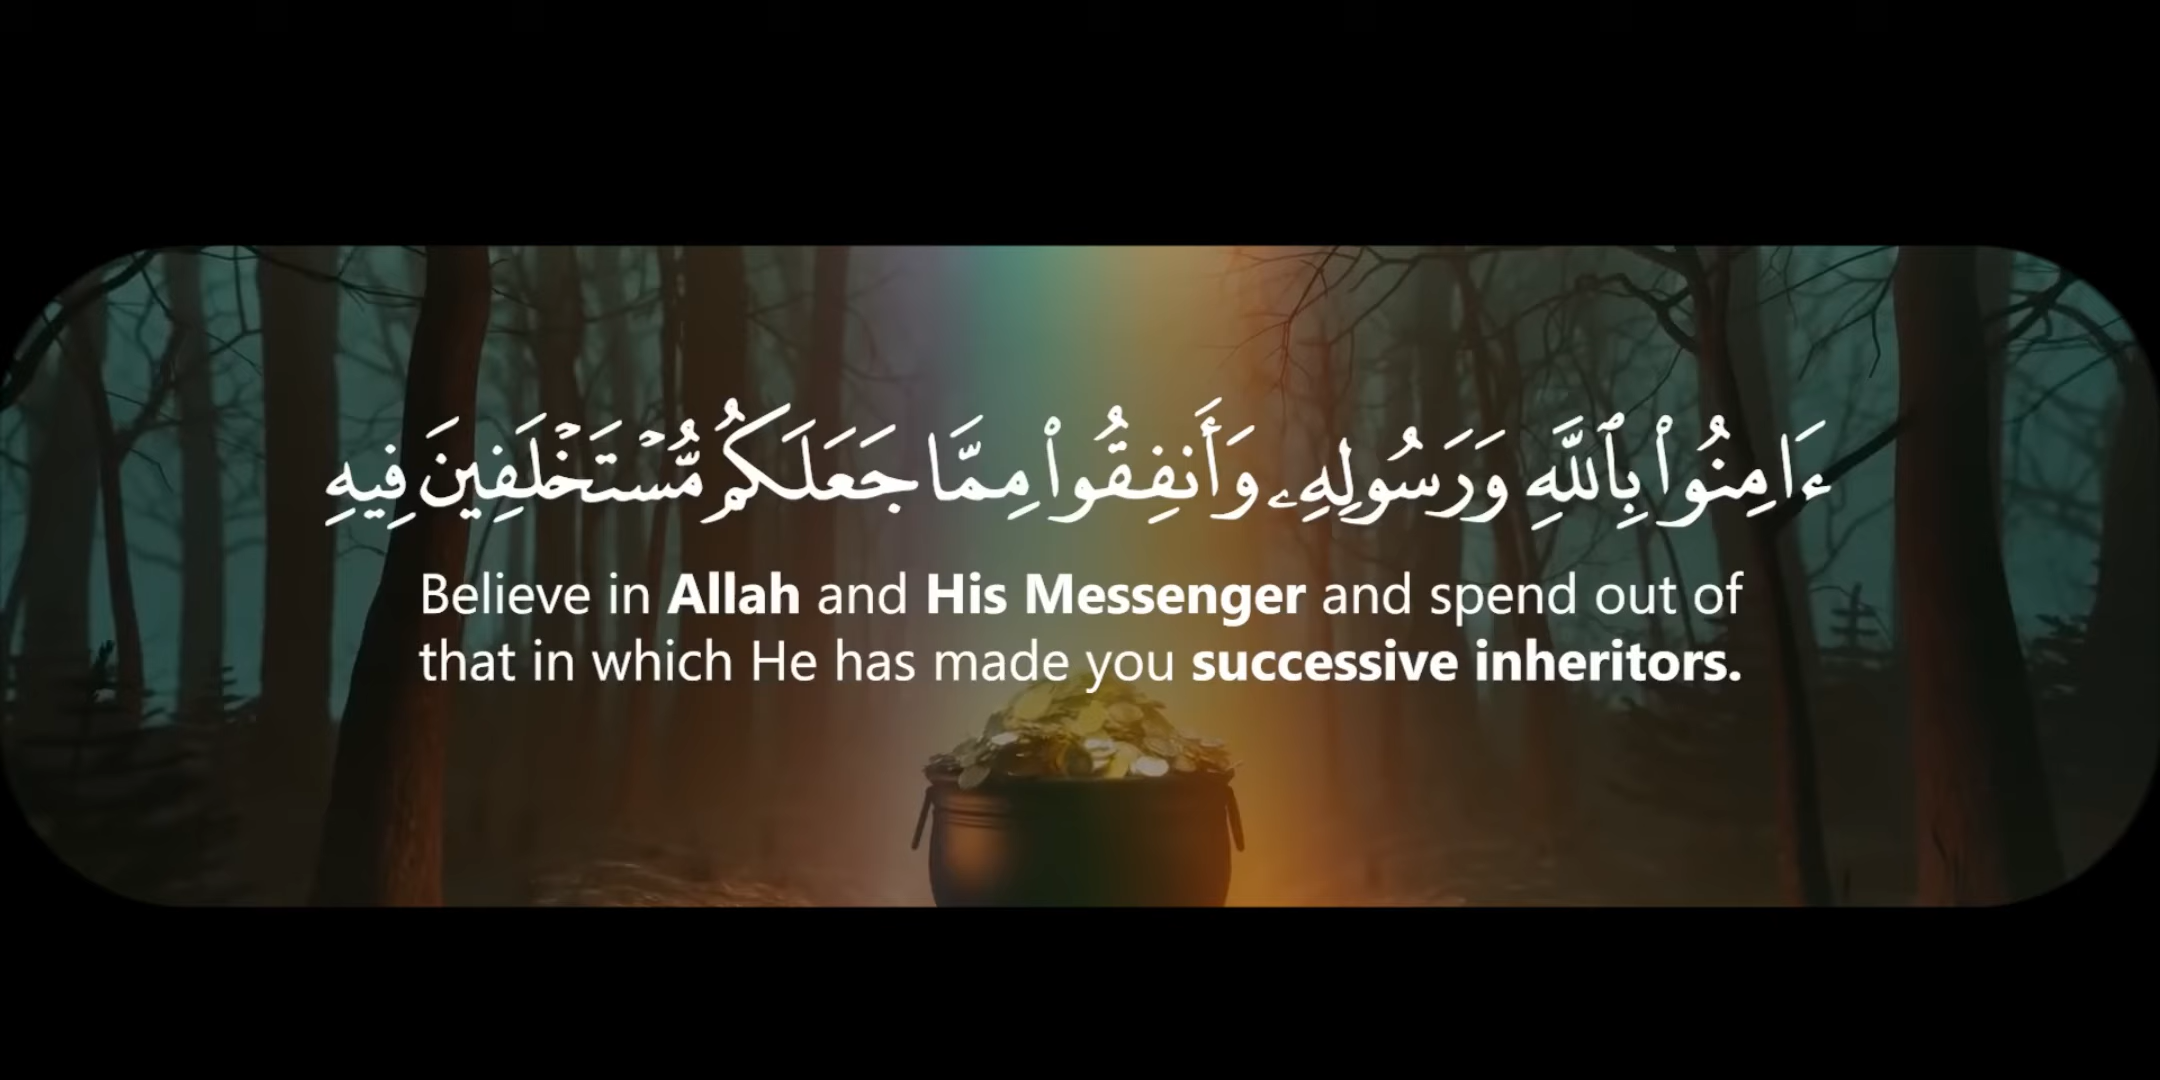 ءَامِنُوا۟ بِٱللَّهِ وَرَسُولِهِۦ وَأَنفِقُوا۟ مِمَّا جَعَلَكُم مُّسْتَخْلَفِينَ فِيهِ
Believe in Allah and His Messenger and spend out of
that in which He has made you successive inheritors.